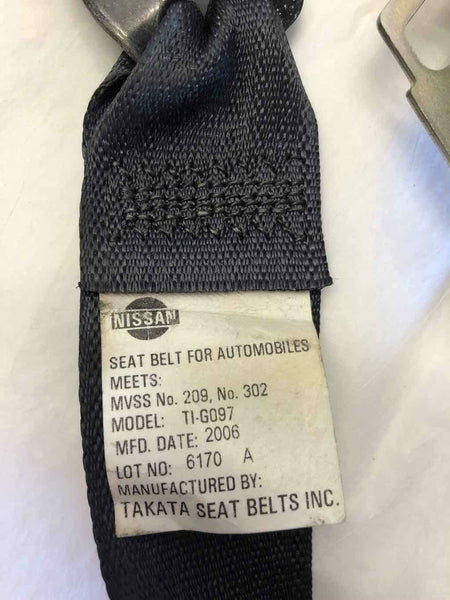 NISSAN
SEAT BELT FOR AUTOMOBILES
MEETS:
MVSS No. 209, No. 302
MODEL: TI-G097
MFD. DATE: 2006
LOT NO: 6170 A
MANUFACTURED BY:
TAKATA SEAT BELTS INC.